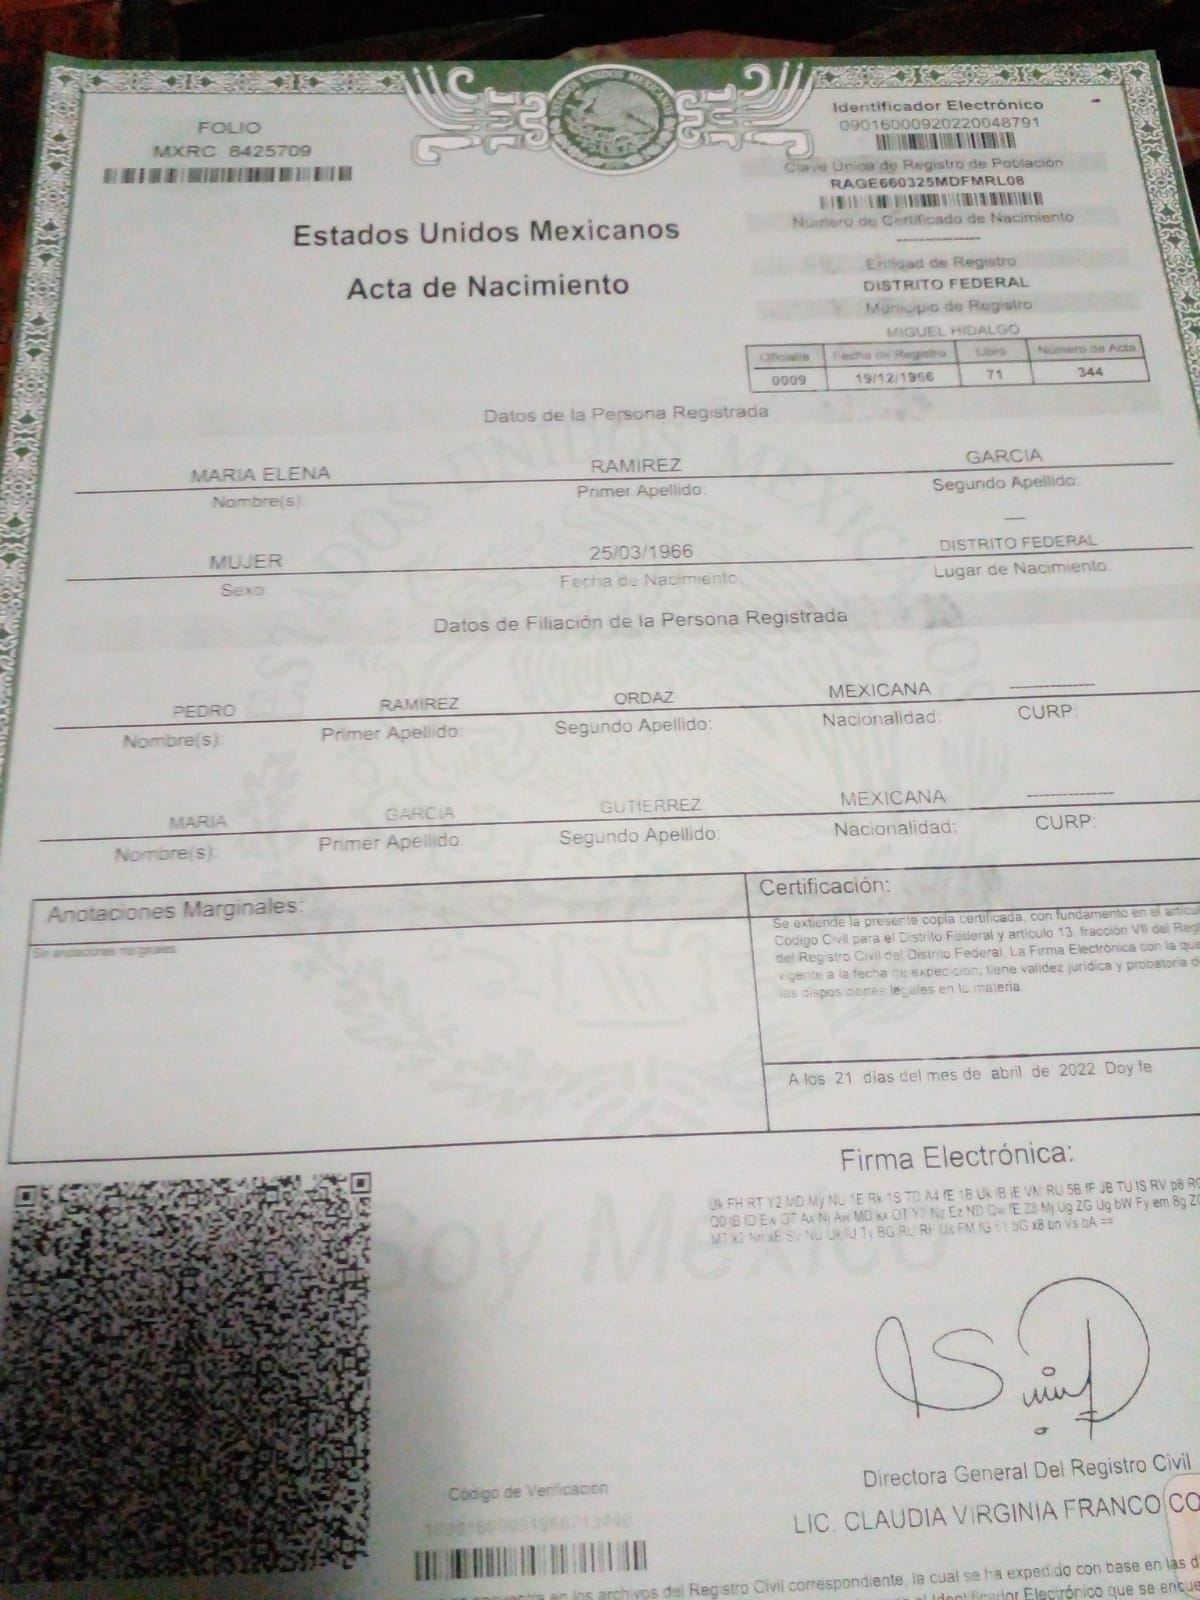 ESTADOS UNIDOS MEXICANOS
FOLIO
MXRC 8425709
Identificador Electrónico
09016000920220048791
Clave Única de Registro de Población
RAGE660325MDFMRL08
Número de Certificado de Nacimiento
---------------
Entidad de Registro
DISTRITO FEDERAL
Municipio de Registro
MIGUEL HIDALGO
Estados Unidos Mexicanos
Acta de Nacimiento
Oficialía Fecha de Registro Libro Número de Acta
0009 19/12/1966 71 344
Datos de la Persona Registrada
MARIA ELENA RAMIREZ GARCIA
Nombre(s): Primer Apellido: Segundo Apellido:
MUJER 25/03/1966 DISTRITO FEDERAL
Sexo Fecha de Nacimiento: Lugar de Nacimiento:
Datos de Filiación de la Persona Registrada
PEDRO RAMIREZ ORDAZ MEXICANA ---------------
Nombre(s): Primer Apellido: Segundo Apellido: Nacionalidad: CURP:
MARIA GARCIA GUTIERREZ MEXICANA ---------------
Nombre(s): Primer Apellido: Segundo Apellido: Nacionalidad: CURP:
Anotaciones Marginales:
Sin anotaciones marginales
Certificación:
Se extiende la presente copia certificada, con fundamento en el
Código Civil para el Distrito Federal y artículo 13, fracción VII del
del Registro Civil del Distrito Federal. La Firma Electrónica con la
vigente a la fecha de expedición; tiene validez jurídica y probatoria
las disposiciones legales en la materia.
A los 21 días del mes de abril de 2022. Doy fe
Firma Electrónica:
Soy México
Directora General Del Registro Civil
LIC. CLAUDIA VIRGINIA FRANCO
Código de Verificación
en los archivos del Registro Civil correspondiente, la cual se ha expedido con base en las
Identificador Electrónico que se